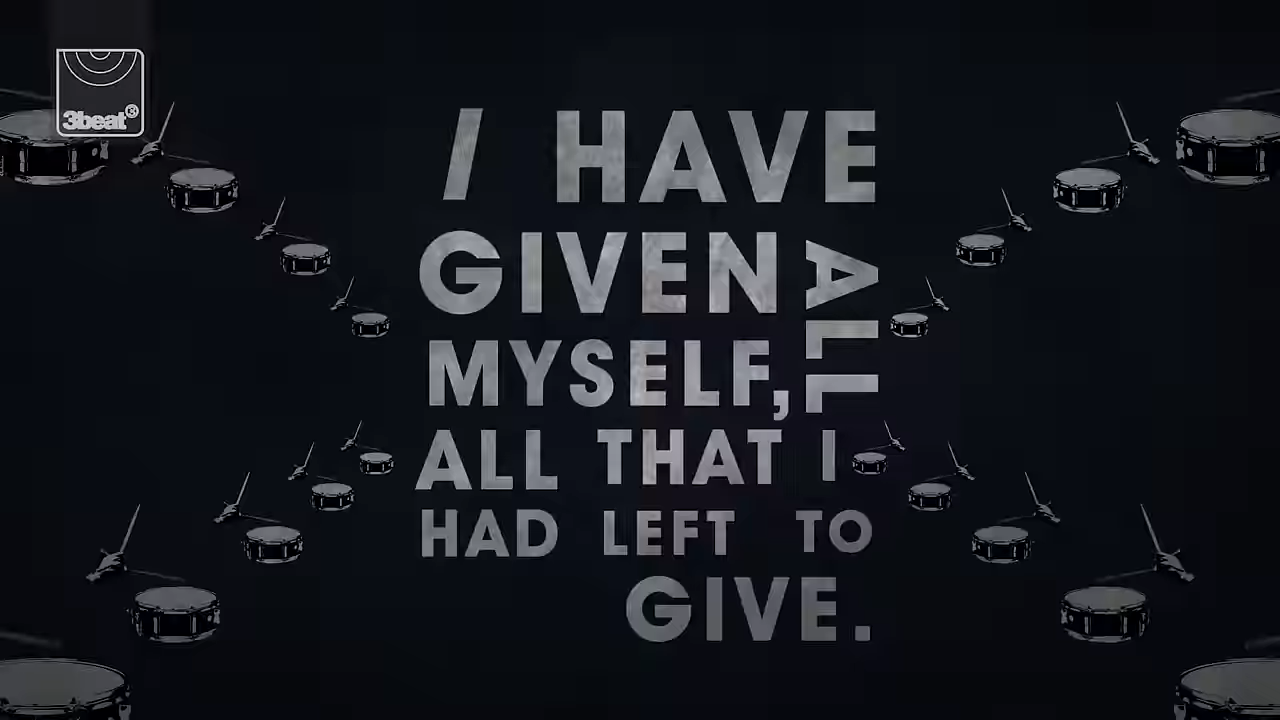 3beat
I HAVE
GIVEN ALL
MYSELF,
ALL THAT I
HAD LEFT TO
GIVE.